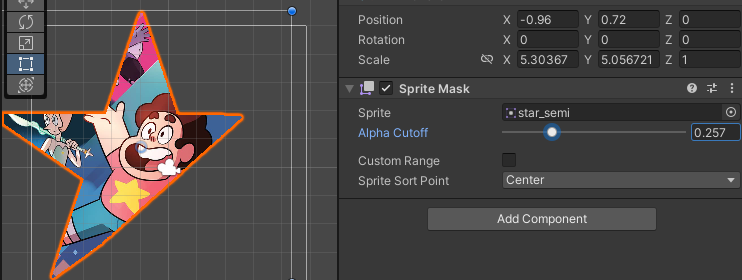 Position X -0.96 Y 0.72 Z 0
Rotation X 0 Y 0 Z 0
Scale X 5.30367 Y 5.056721 Z 1
Sprite Mask
Sprite star_semi
Alpha Cutoff 0.257
Custom Range
Sprite Sort Point Center
Add Component